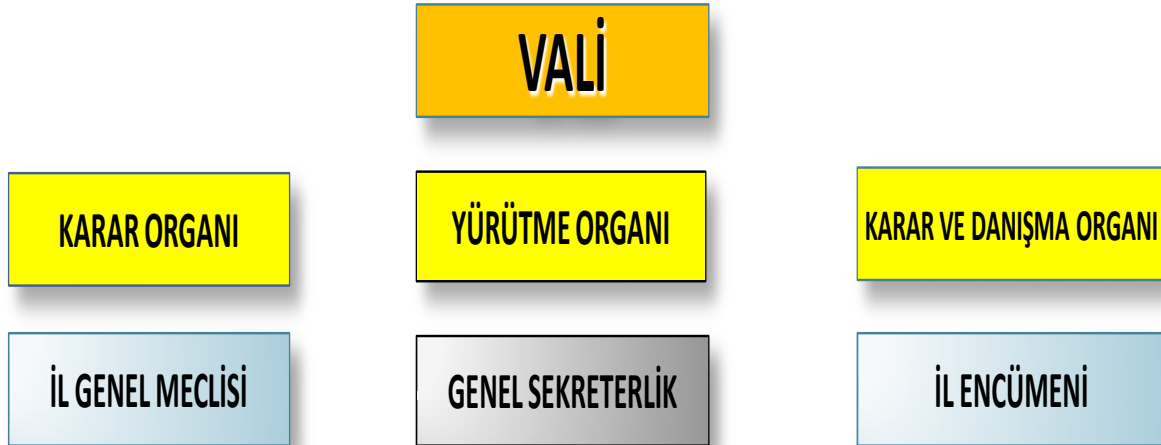 VALİ
KARAR ORGANI
YÜRÜTME ORGANI
KARAR VE DANIŞMA ORGANI
İL GENEL MECLİSİ
GENEL SEKRETERLİK
İL ENCÜMENİ